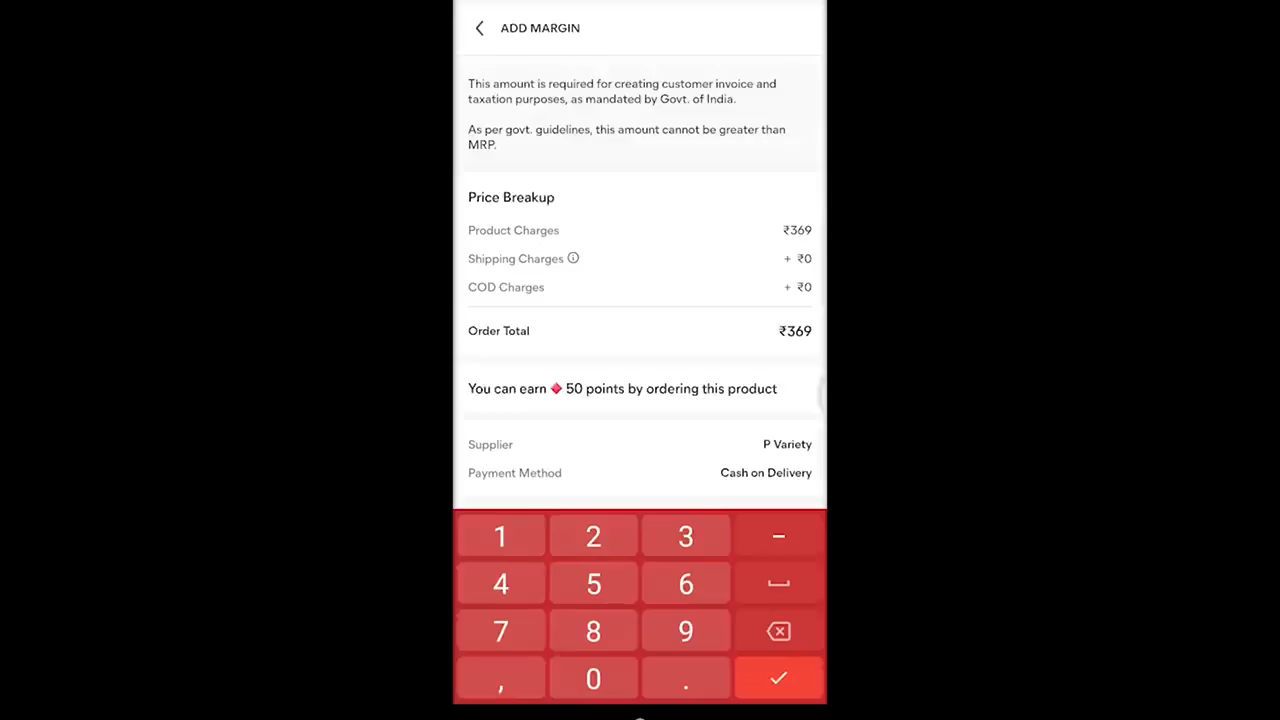 ADD MARGIN
This amount is required for creating customer invoice and
taxation purposes, as mandated by Govt. of India.
As per govt. guidelines, this amount cannot be greater than
MRP.
Price Breakup
Product Charges ₹369
Shipping Charges + ₹0
COD Charges + ₹0
Order Total ₹369
You can earn 50 points by ordering this product
Supplier P Variety
Payment Method Cash on Delivery
1 2 3 -
4 5 6
7 8 9
, 0 .